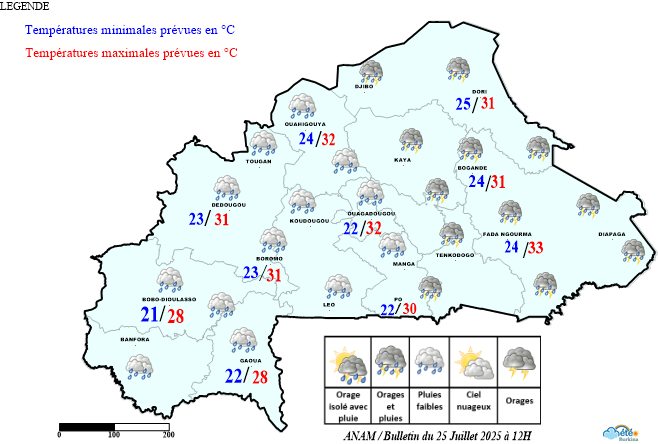 LEGENDE
Températures minimales prévues en °C
Températures maximales prévues en °C
DJIBO
DORI
25/31
OUAHIGOUYA
24/32
TOUGAN
KAYA
BOGANDE
24/31
DEDOUGOU
23/31
KOUDOUGOU
OUAGADOUGOU
22/32
FADA NGOURMA
24/33
DIAPAGA
BOROMO
23/31
MANGA
TENKODOGO
BOBO-DIOULASSO
21/28
LEO
PO
22/30
BANFORA
GAOUA
22/28
Orage isolé avec pluie
Orages et pluies
Pluies faibles
Ciel nuageux
Orages
0 100 200
ANAM / Bulletin du 25 Juillet 2025 à 12H
météo
Burkina